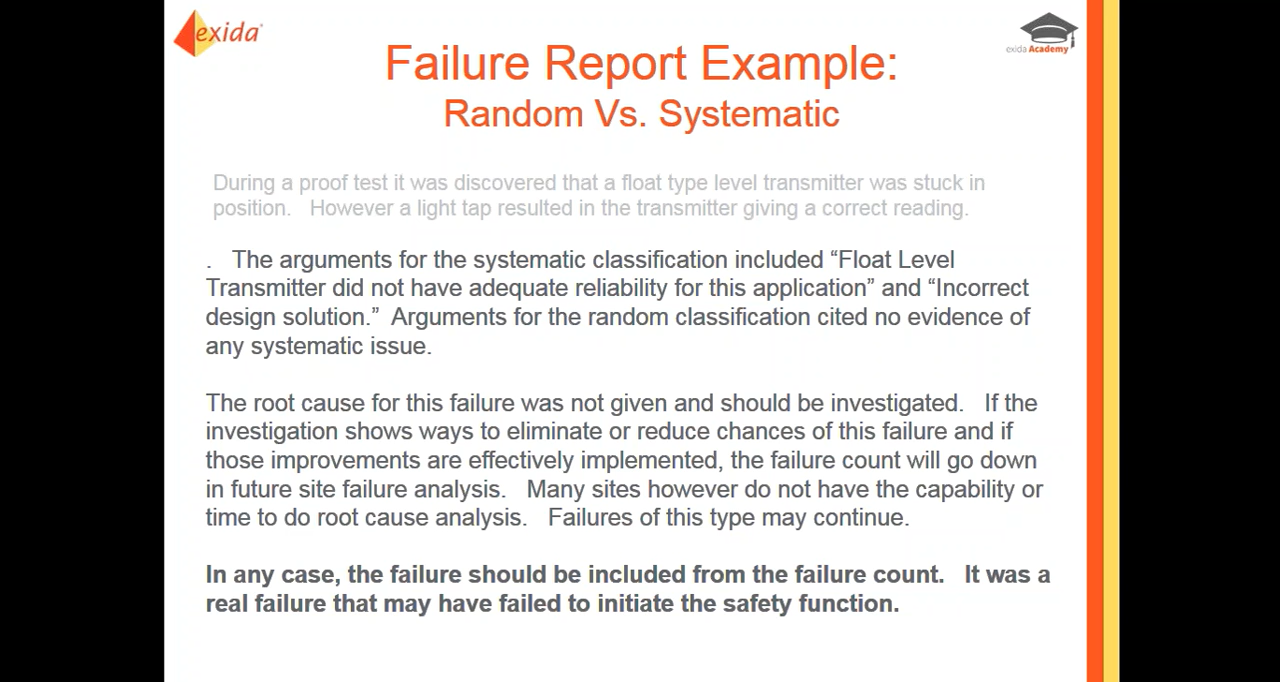 exida
exida Academy
Failure Report Example:
Random Vs. Systematic
During a proof test it was discovered that a float type level transmitter was stuck in
position. However a light tap resulted in the transmitter giving a correct reading.
. The arguments for the systematic classification included “Float Level
Transmitter did not have adequate reliability for this application” and “Incorrect
design solution.” Arguments for the random classification cited no evidence of
any systematic issue.
The root cause for this failure was not given and should be investigated. If the
investigation shows ways to eliminate or reduce chances of this failure and if
those improvements are effectively implemented, the failure count will go down
in future site failure analysis. Many sites however do not have the capability or
time to do root cause analysis. Failures of this type may continue.
In any case, the failure should be included from the failure count. It was a
real failure that may have failed to initiate the safety function.